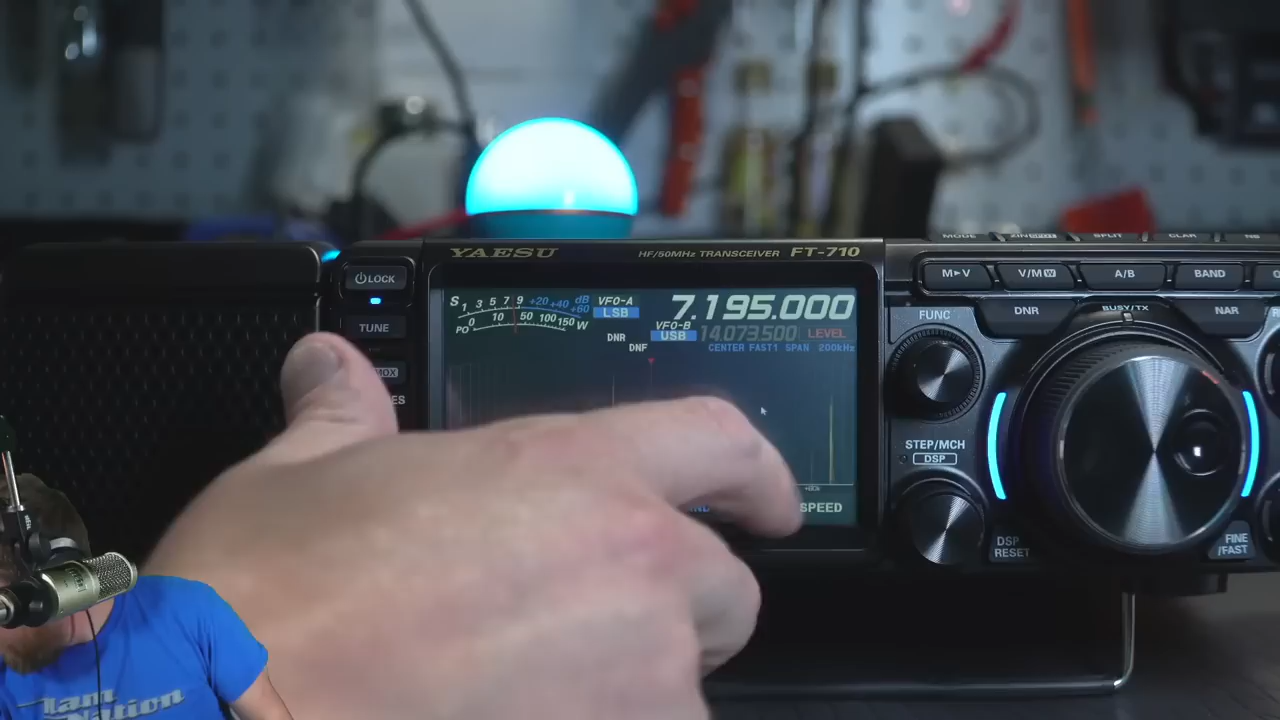 YAESU
HF/50MHz TRANSCEIVER FT-710
LOCK
TUNE
MOX
S 1 3 5 7 9 +20 +40 +60 dB
PO 0 10 50 100 150 W
VFO-A
LSB
7.195.000
VFO-B
USB
14.073.500
LEVEL
DNR
DNF
CENTER FAST1 SPAN 200kHz
SPEED
MODE
SPLIT
CLAR
M►V
V/M W
A/B
BAND
FUNC
DNR
BUSY/TX
NAR
STEP/MCH
DSP
DSP
RESET
FINE
/FAST
Ham
Nation